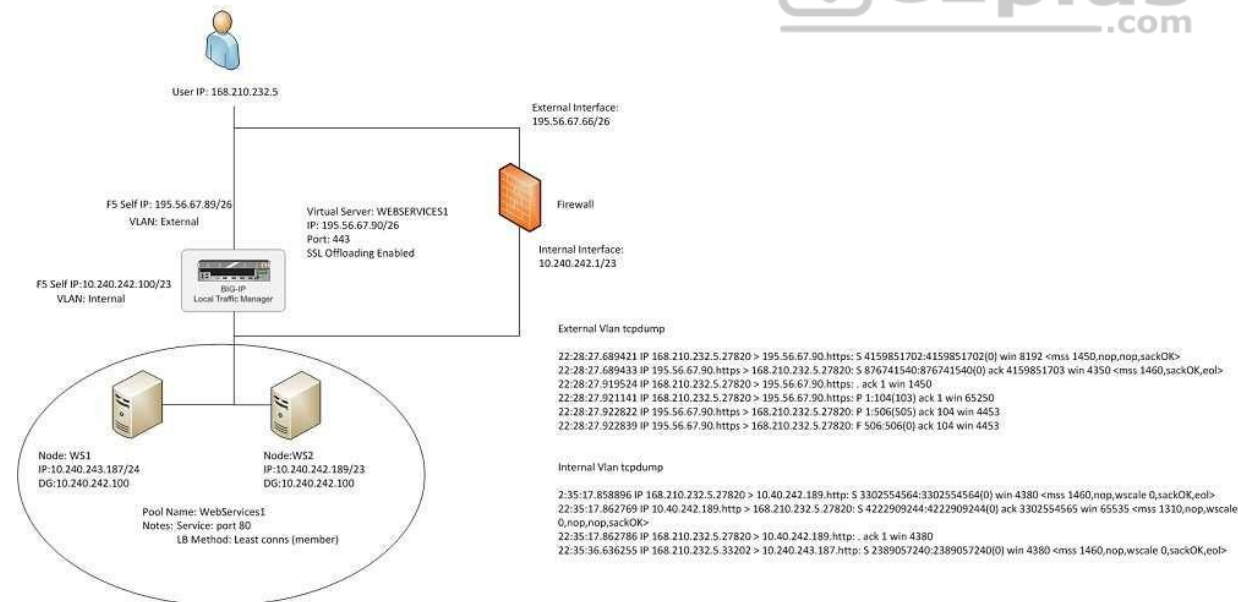 .com
User IP: 168.210.232.5
External Interface:
195.56.67.66/26
F5 Self IP: 195.56.67.89/26
VLAN: External
Virtual Server: WEBSERVICES1
IP: 195.56.67.90/26
Port: 443
SSL Offloading Enabled
Firewall
Internal Interface:
10.240.242.1/23
F5 Self IP:10.240.242.100/23
VLAN: Internal
BIG-IP
Local Traffic Manager
External Vlan tcpdump
22:28:27.689421 IP 168.210.232.5.27820 > 195.56.67.90.https: S 4159851702:4159851702(0) win 8192 <mss 1450,nop,nop,sackOK>
22:28:27.689433 IP 195.56.67.90.https > 168.210.232.5.27820: S 876741540:876741540(0) ack 4159851703 win 4350 <mss 1460,sackOK,eol>
22:28:27.919524 IP 168.210.232.5.27820 > 195.56.67.90.https: . ack 1 win 1450
22:28:27.921141 IP 168.210.232.5.27820 > 195.56.67.90.https: P 1:104(103) ack 1 win 65250
22:28:27.922822 IP 195.56.67.90.https > 168.210.232.5.27820: P 1:506(505) ack 104 win 4453
22:28:27.922839 IP 195.56.67.90.https > 168.210.232.5.27820: F 506:506(0) ack 104 win 4453
Node: WS1
IP:10.240.243.187/24
DG:10.240.242.100
Node:WS2
IP:10.240.242.189/23
DG:10.240.242.100
Pool Name: WebServices1
Notes: Service: port 80
LB Method: Least conns (member)
Internal Vlan tcpdump
2:35:17.858896 IP 168.210.232.5.27820 > 10.40.242.189.http: S 3302554564:3302554564(0) win 4380 <mss 1460,nop,wscale 0,sackOK,eol>
22:35:17.862769 IP 10.40.242.189.http > 168.210.232.5.27820: S 4222909244:4222909244(0) ack 3302554565 win 65535 <mss 1310,nop,wscale
0,nop,nop,sackOK>
22:35:17.862786 IP 168.210.232.5.27820 > 10.40.242.189.http: . ack 1 win 4380
22:35:36.636255 IP 168.210.232.5.33202 > 10.240.243.187.http: S 2389057240:2389057240(0) win 4380 <mss 1460,nop,wscale 0,sackOK,eol>